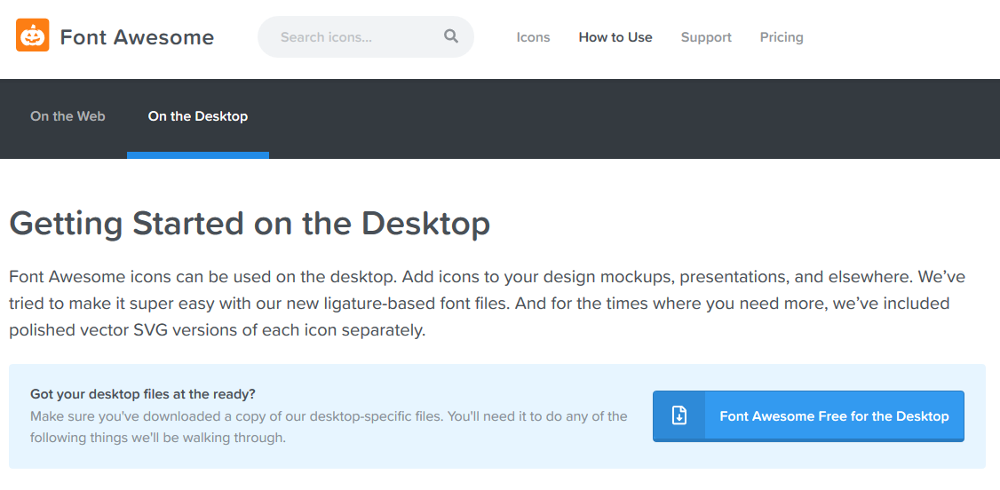 Font Awesome
Search icons...
Icons
How to Use
Support
Pricing
On the Web
On the Desktop
Getting Started on the Desktop
Font Awesome icons can be used on the desktop. Add icons to your design mockups, presentations, and elsewhere. We’ve
tried to make it super easy with our new ligature-based font files. And for the times where you need more, we’ve included
polished vector SVG versions of each icon separately.
Got your desktop files at the ready?
Make sure you've downloaded a copy of our desktop-specific files. You'll need it to do any of the
following things we'll be walking through.
Font Awesome Free for the Desktop